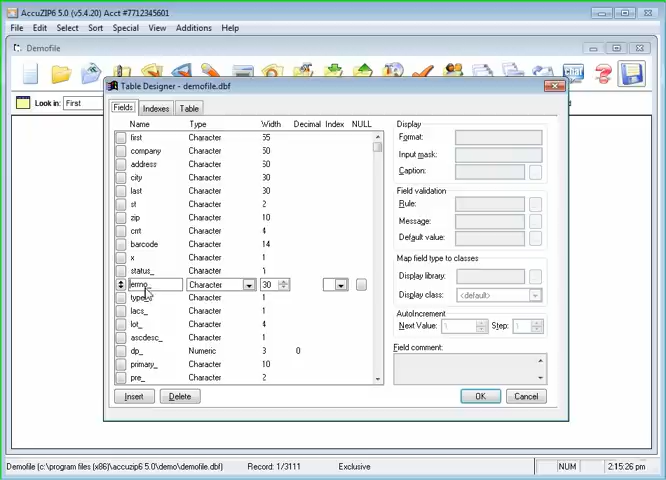 AccuZIP6 5.0 (v5.4.20) Acct #7712345601
File Edit Select Sort View Additions Help
Demofile
Chat
Look in: First
Table Designer - demofile.dbf
Fields Indexes Table
Name Type Width Decimal Index NULL
first Character 55
company Character 50
address Character 50
city Character 30
last Character 30
st Character 2
zip Character 10
crrt Character 4
barcode Character 14
x Character 1
status_ Character 1
errno_ Character 30
type_ Character 1
lacs_ Character 1
lot_ Character 4
ascdesc_ Character 1
dp_ Numeric 3 0
primary_ Character 10
pre_ Character 2
Insert Delete
Display
Format:
Input mask:
Caption:
Field validation
Rule:
Message:
Default value:
Map field type to classes
Display library:
Display class: <default>
AutoIncrement
Next Value: 1 Step: 1
Field comment:
OK Cancel
Demofile (c:\program files (x86)\accuzip6 5.0\demo\demofile.dbf) Record: 1/3111 Exclusive NUM 2:15:26 pm